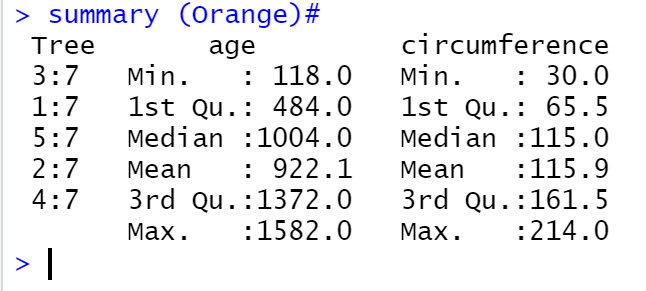 > summary (Orange)#
Tree age circumference
3:7 Min. : 118.0 Min. : 30.0
1:7 1st Qu.: 484.0 1st Qu.: 65.5
5:7 Median :1004.0 Median :115.0
2:7 Mean : 922.1 Mean :115.9
4:7 3rd Qu.:1372.0 3rd Qu.:161.5
Max. :1582.0 Max. :214.0
>